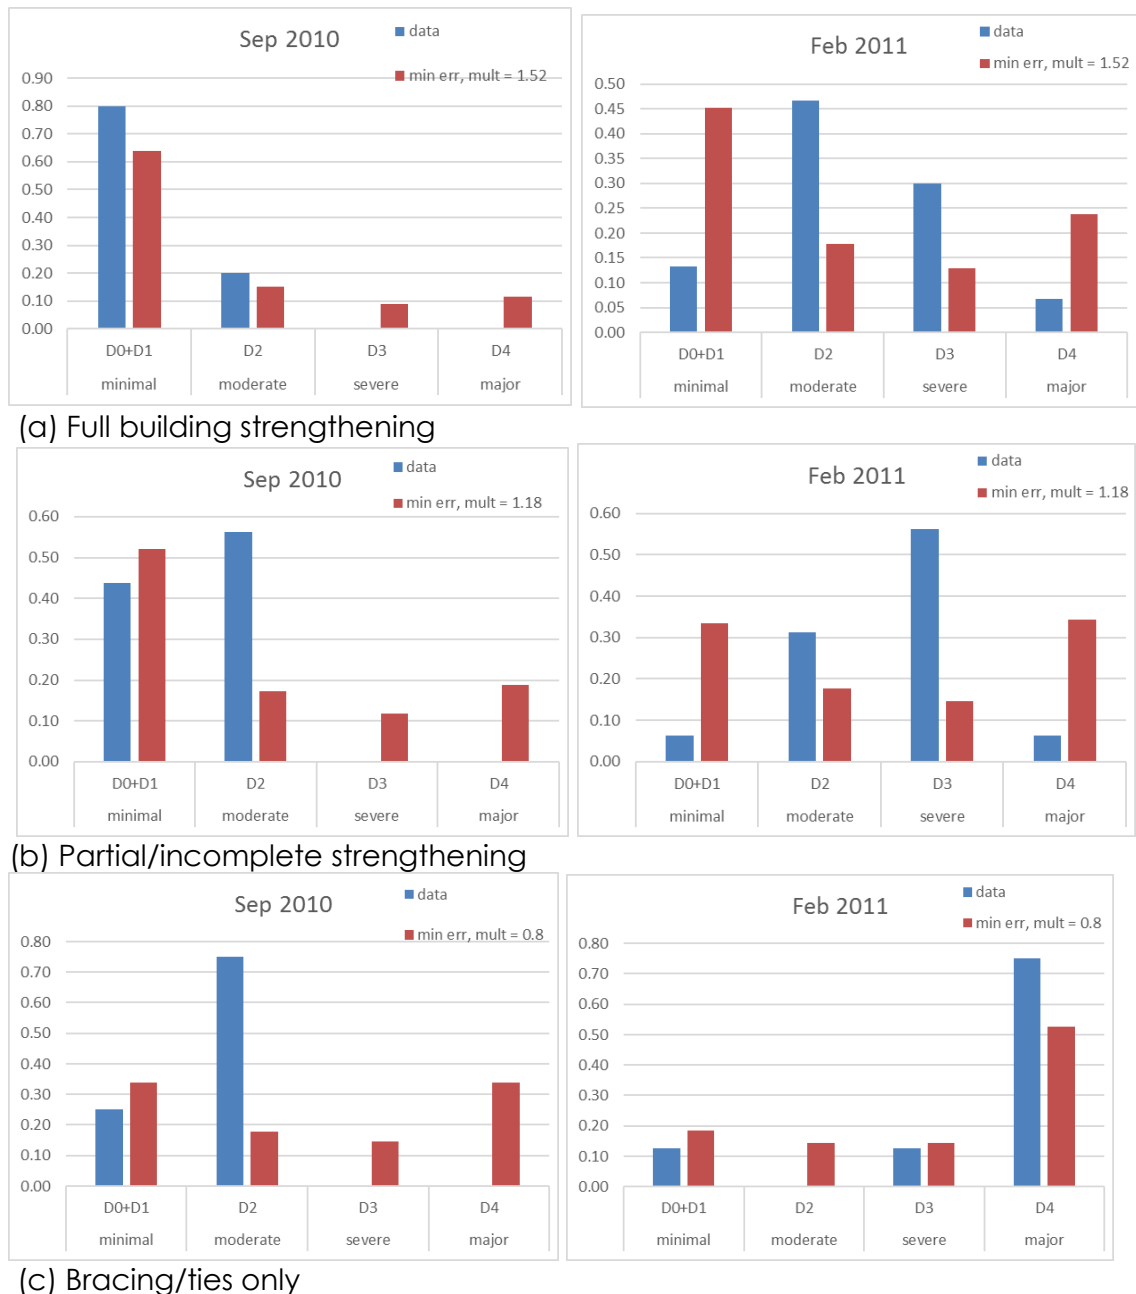 Sep 2010
data
min err, mult = 1.52
0.90
0.80
0.70
0.60
0.50
0.40
0.30
0.20
0.10
0.00
D0+D1 D2 D3 D4
minimal moderate severe major
Feb 2011
data
min err, mult = 1.52
0.50
0.45
0.40
0.35
0.30
0.25
0.20
0.15
0.10
0.05
0.00
D0+D1 D2 D3 D4
minimal moderate severe major
(a) Full building strengthening
Sep 2010
data
min err, mult = 1.18
0.60
0.50
0.40
0.30
0.20
0.10
0.00
D0+D1 D2 D3 D4
minimal moderate severe major
Feb 2011
data
min err, mult = 1.18
0.60
0.50
0.40
0.30
0.20
0.10
0.00
D0+D1 D2 D3 D4
minimal moderate severe major
(b) Partial/incomplete strengthening
Sep 2010
data
min err, mult = 0.8
0.80
0.70
0.60
0.50
0.40
0.30
0.20
0.10
0.00
D0+D1 D2 D3 D4
minimal moderate severe major
Feb 2011
data
min err, mult = 0.8
0.80
0.70
0.60
0.50
0.40
0.30
0.20
0.10
0.00
D0+D1 D2 D3 D4
minimal moderate severe major
(c) Bracing/ties only